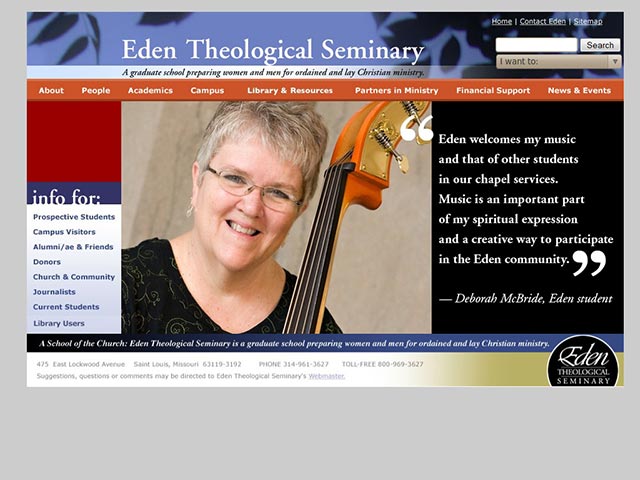 Home | Contact Eden | Sitemap
Eden Theological Seminary
Search
A graduate school preparing women and men for ordained and lay Christian ministry.
I want to:
About People Academics Campus Library & Resources Partners in Ministry Financial Support News & Events
“Eden welcomes my music
and that of other students
in our chapel services.
Music is an important part
of my spiritual expression
and a creative way to participate
in the Eden community.”
— Deborah McBride, Eden student
info for:
Prospective Students
Campus Visitors
Alumni/ae & Friends
Donors
Church & Community
Journalists
Current Students
Library Users
A School of the Church: Eden Theological Seminary is a graduate school preparing women and men for ordained and lay Christian ministry.
475 East Lockwood Avenue Saint Louis, Missouri 63119-3192 PHONE 314-961-3627 TOLL-FREE 800-969-3627
Suggestions, questions or comments may be directed to Eden Theological Seminary's Webmaster.
Eden
THEOLOGICAL
SEMINARY